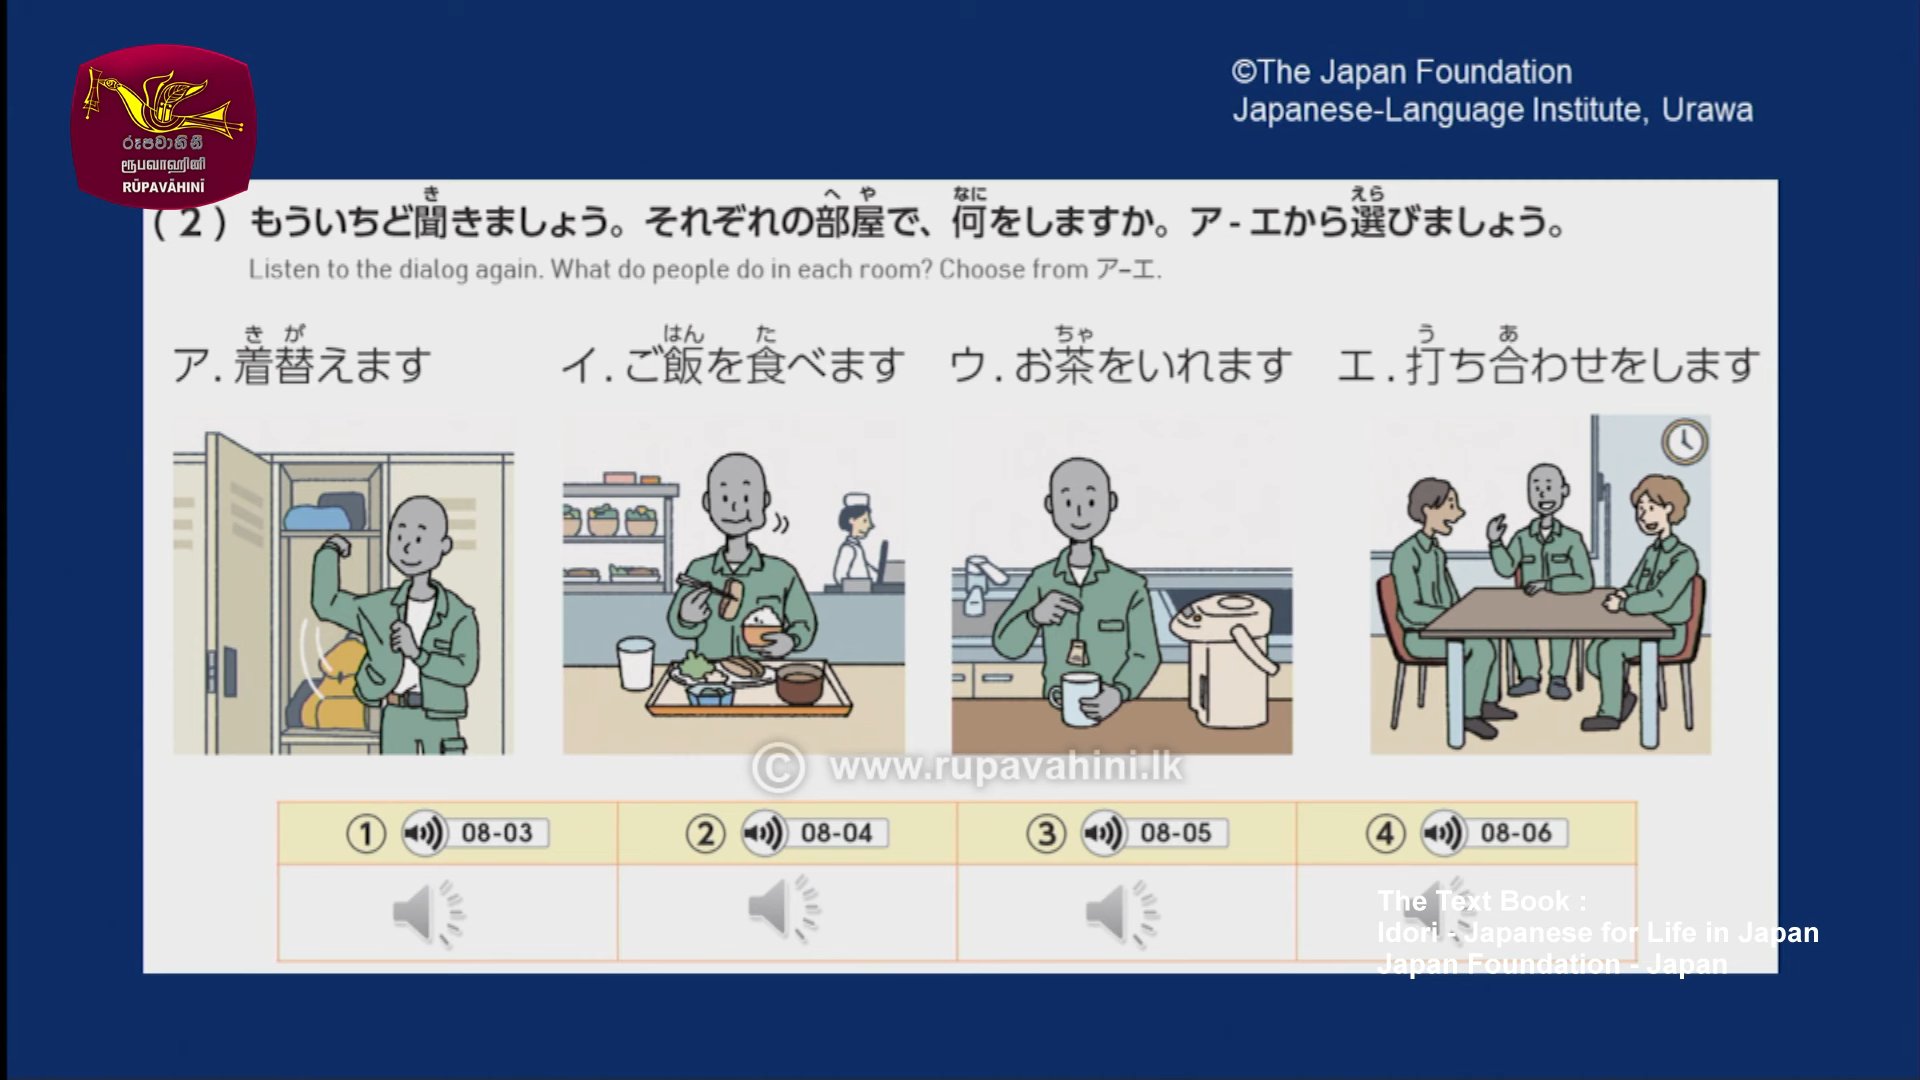 රූපවාහිනී
ரூபவாஹினி
RŪPAVĀHINĪ
©The Japan Foundation
Japanese-Language Institute, Urawa
き へ や なに えら
(2) もういちど聞きましょう。それぞれの部屋で、何をしますか。ア-エから選びましょう。
Listen to the dialog again. What do people do in each room? Choose from ア–エ.
き が はん た ちゃ う あ
ア. 着替えます イ. ご飯を食べます ウ. お茶をいれます エ. 打ち合わせをします
© www.rupavahini.lk
① 08-03 ② 08-04 ③ 08-05 ④ 08-06
The Text Book :
Idori - Japanese for Life in Japan
Japan Foundation - Japan